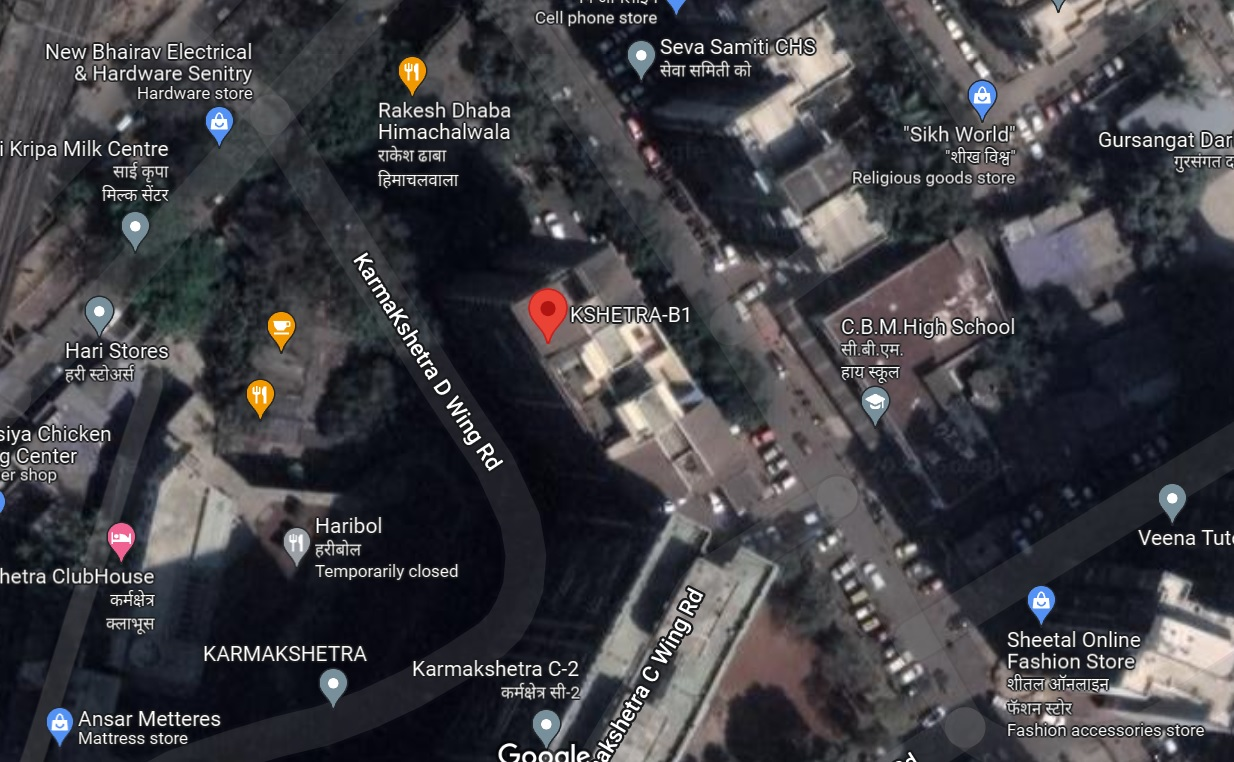 Cell phone store
New Bhairav Electrical
& Hardware Senitry
Hardware store
Seva Samiti CHS
सेवा समिती को
Rakesh Dhaba
Himachalwala
राकेश ढाबा
हिमाचलवाला
"Sikh World"
"शीख विश्व"
Religious goods store
Gursangat Dar
गुरसंगत द
i Kripa Milk Centre
साई कृपा
मिल्क सेंटर
KarmaKshetra D Wing Rd
KSHETRA-B1
C.B.M.High School
सी.बी.एम.
हाय स्कूल
Hari Stores
हरी स्टोअर्स
siya Chicken
g Center
er shop
Haribol
हरीबोल
Temporarily closed
hetra ClubHouse
कर्मक्षेत्र
क्लाभूस
Veena Tut
KARMAKSHETRA
Karmakshetra C-2
कर्मक्षेत्र सी-2
akshetra C Wing Rd
Sheetal Online
Fashion Store
शीतल ऑनलाइन
फॅशन स्टोर
Fashion accessories store
Ansar Metteres
Mattress store
Google